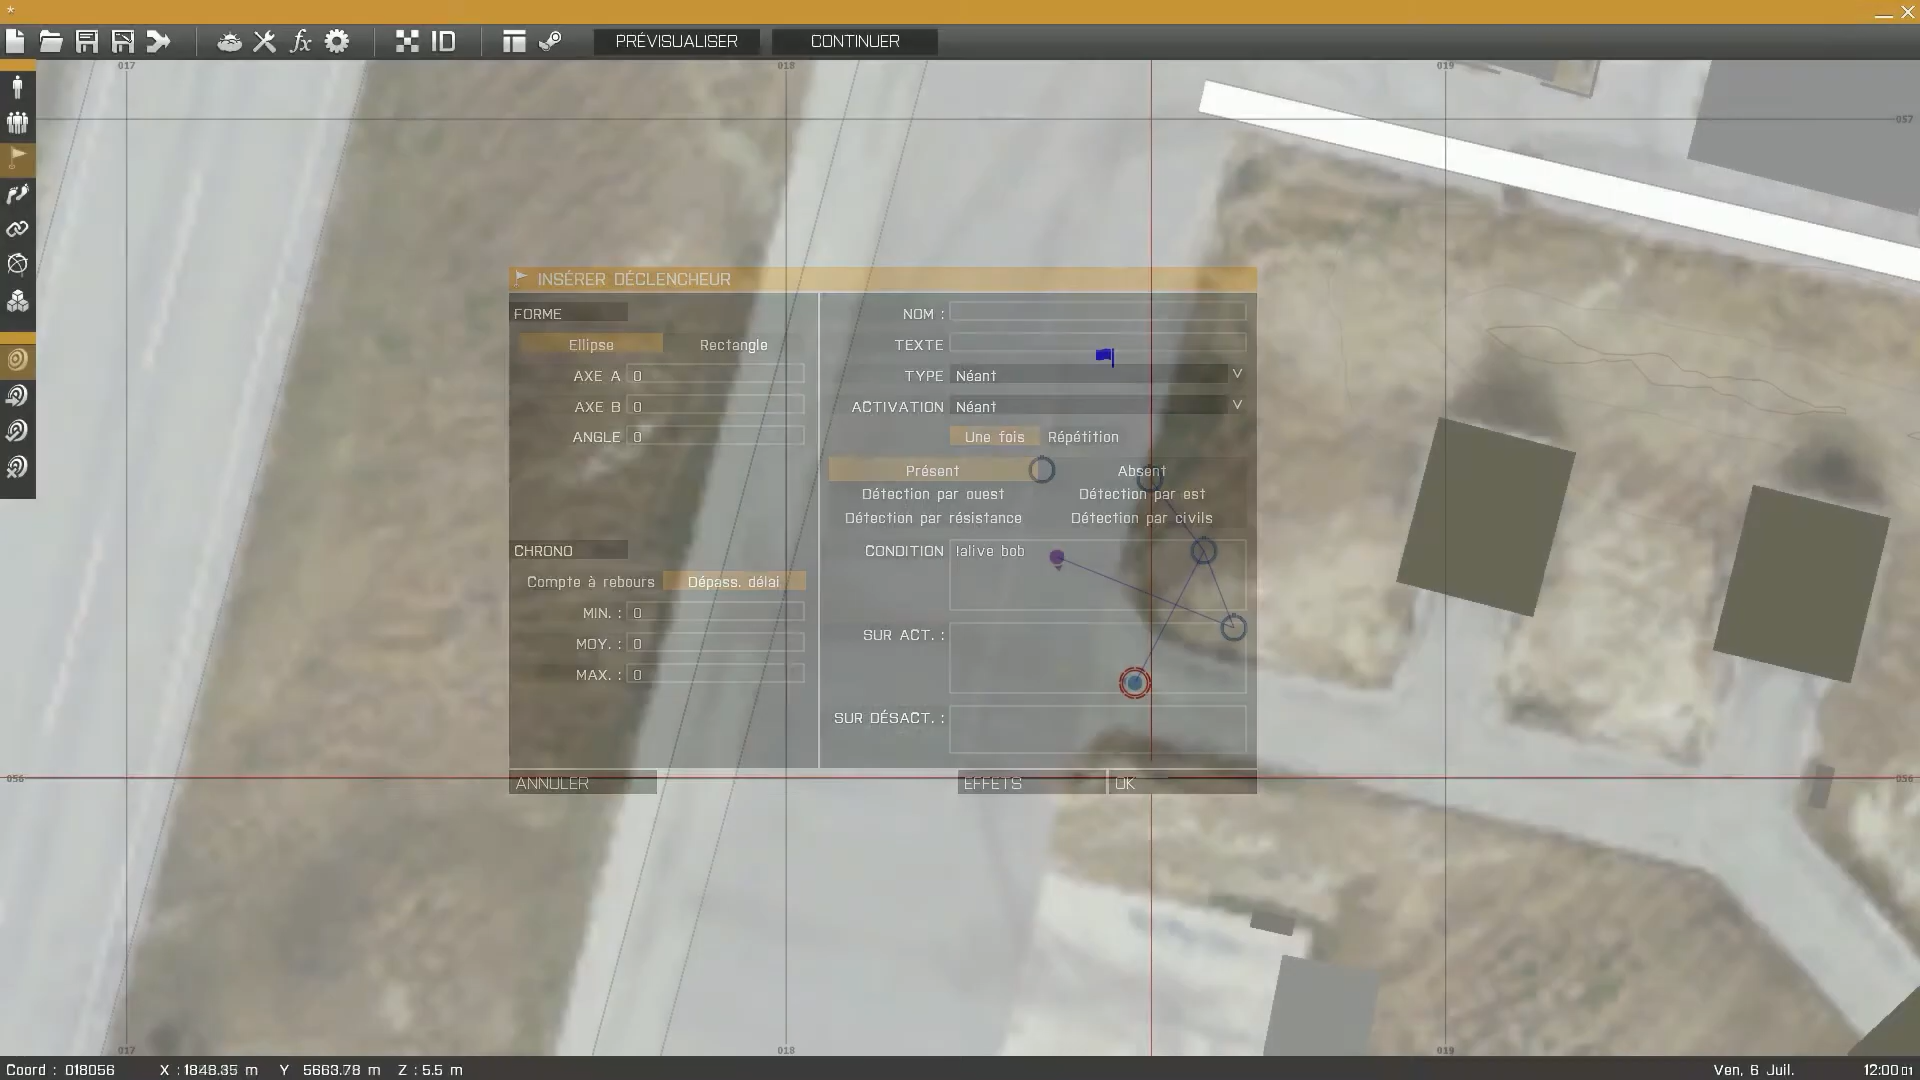 *
ID
PRÉVISUALISER
CONTINUER
017
018
019
057
INSÉRER DÉCLENCHEUR
FORME
Ellipse
Rectangle
AXE A 0
AXE B 0
ANGLE 0
CHRONO
Compte à rebours
Dépass. délai
MIN. : 0
MOY. : 0
MAX. : 0
NOM :
TEXTE
TYPE Néant
ACTIVATION Néant
Une fois
Répétition
Présent
Absent
Détection par ouest
Détection par est
Détection par résistance
Détection par civils
CONDITION !alive bob
SUR ACT. :
SUR DÉSACT. :
ANNULER
EFFETS
OK
056
056
017
018
019
Coord : 018056 X : 1848.35 m Y 5663.78 m Z : 5.5 m
Ven, 6 Juil. 12:00:01